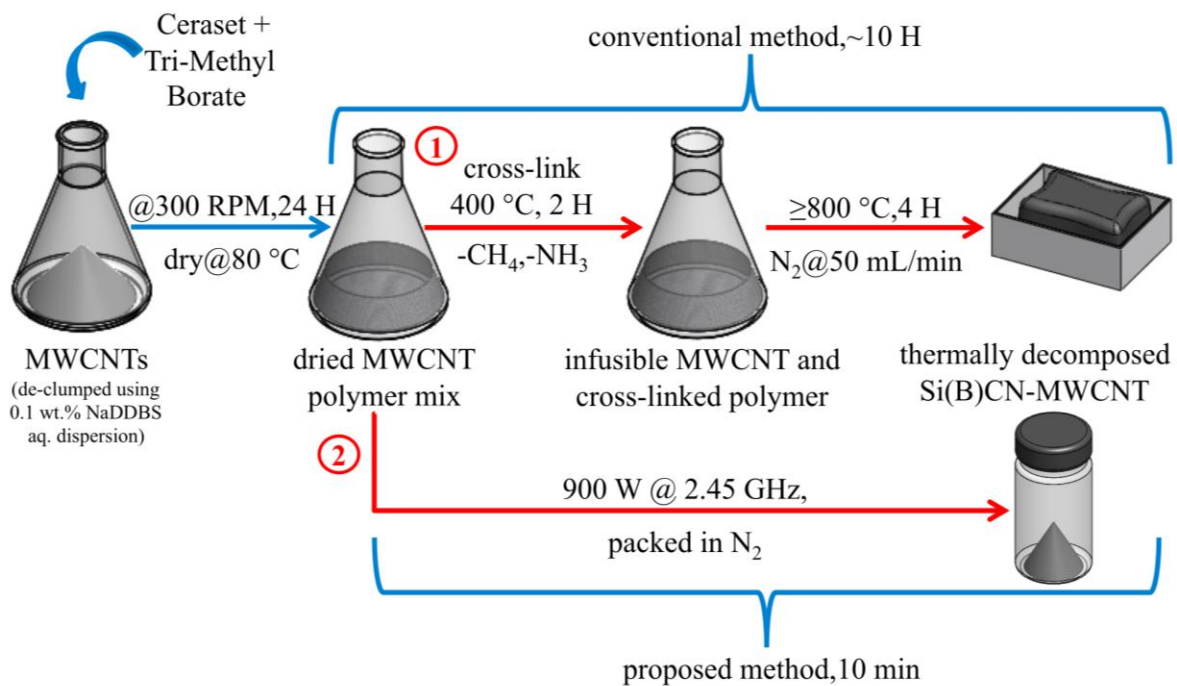 Ceraset +
Tri-Methyl
Borate
conventional method,~10 H
@300 RPM,24 H
dry@80 °C
①
cross-link
400 °C, 2 H
-CH₄,-NH₃
≥800 °C,4 H
N₂@50 mL/min
MWCNTs
(de-clumped using
0.1 wt.% NaDDBS
aq. dispersion)
dried MWCNT
polymer mix
infusible MWCNT and
cross-linked polymer
thermally decomposed
Si(B)CN-MWCNT
②
900 W @ 2.45 GHz,
packed in N₂
proposed method,10 min